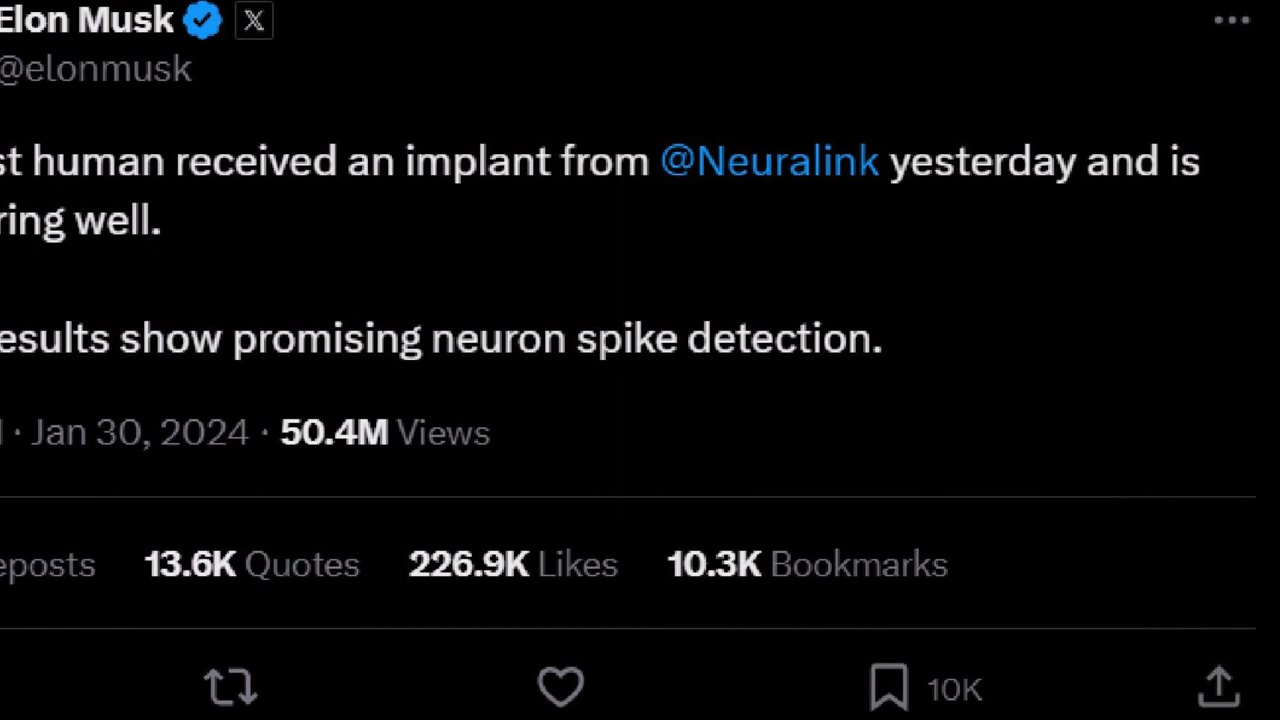 Elon Musk X
@elonmusk
st human received an implant from @Neuralink yesterday and is
ring well.
esults show promising neuron spike detection.
· Jan 30, 2024 · 50.4M Views
eposts 13.6K Quotes 226.9K Likes 10.3K Bookmarks
10K